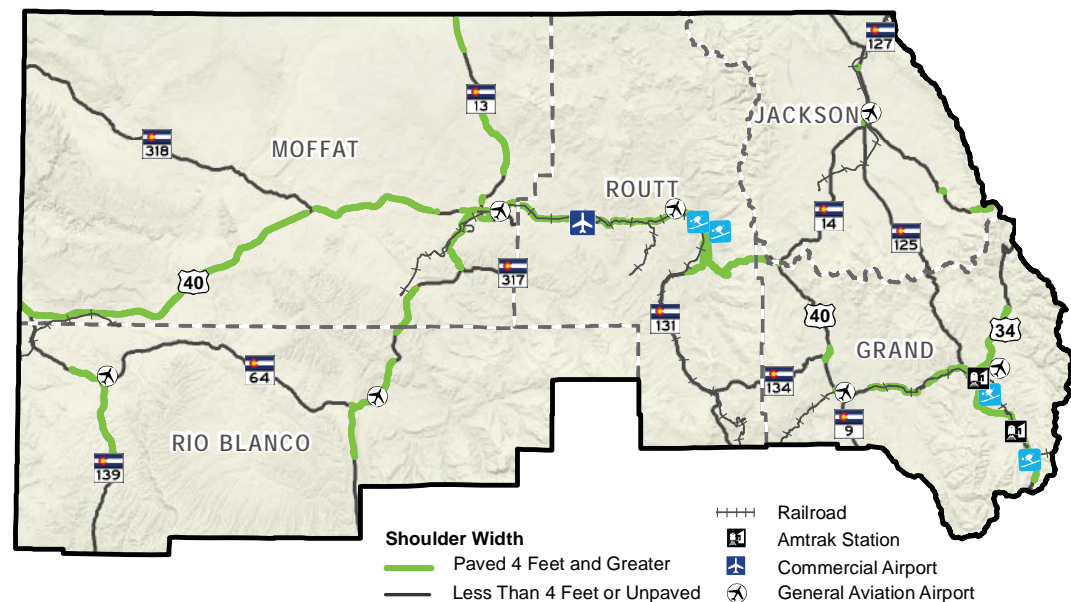 127
13
JACKSON
318
MOFFAT
ROUTT
14
125
317
40
131
40
34
GRAND
64
134
9
RIO BLANCO
139
Shoulder Width
Paved 4 Feet and Greater
Less Than 4 Feet or Unpaved
Railroad
Amtrak Station
Commercial Airport
General Aviation Airport